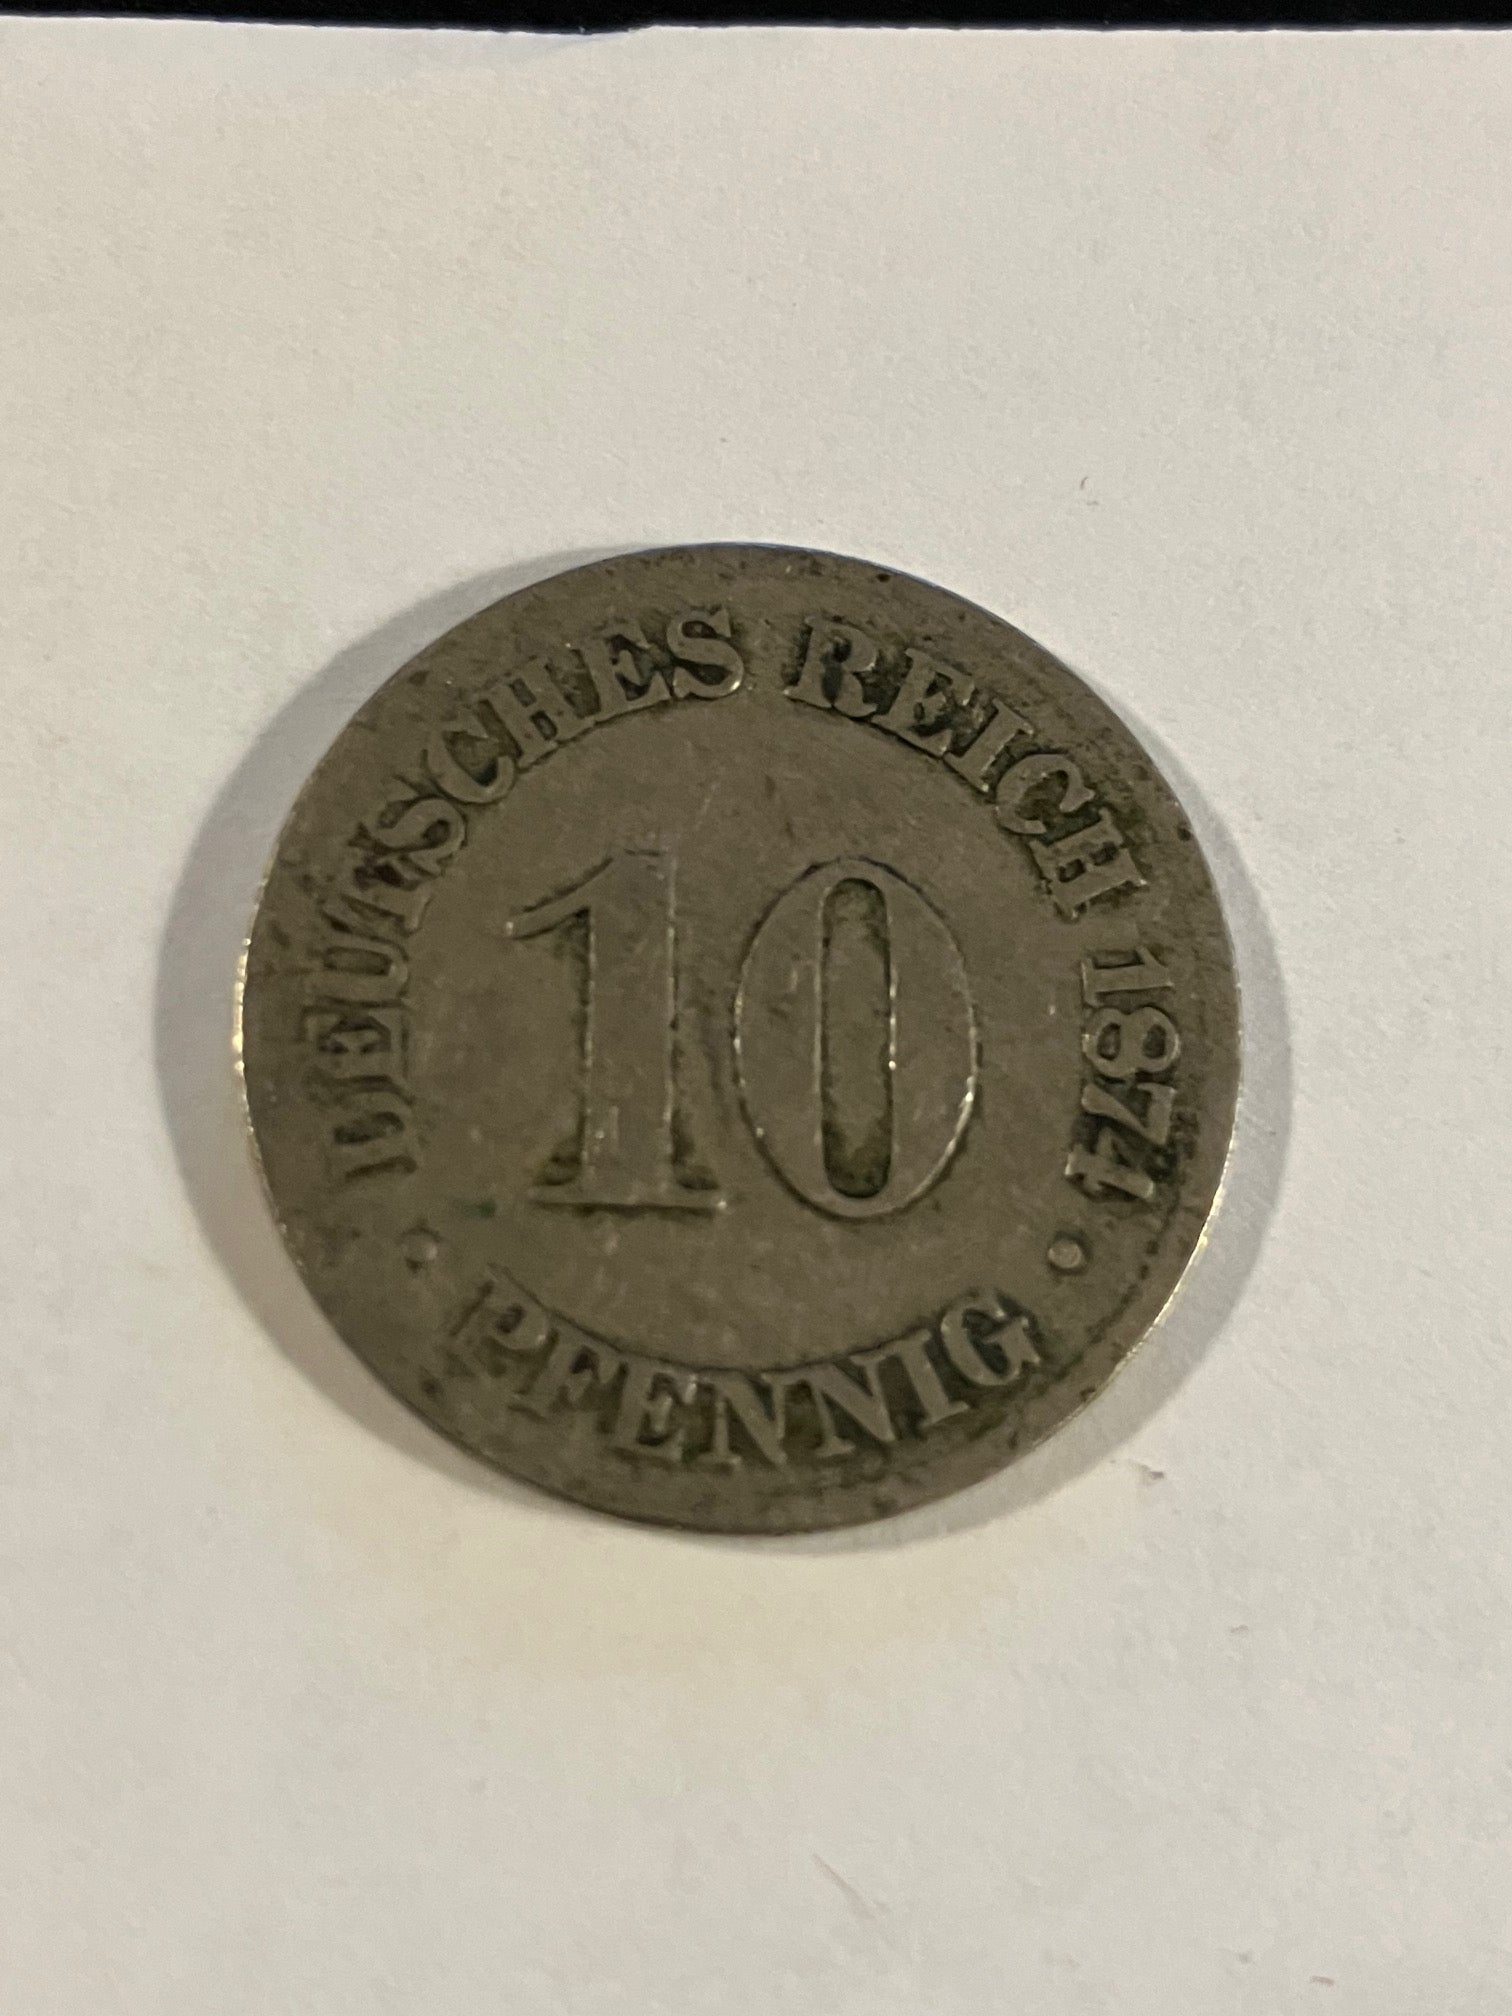 DEUTSCHES REICH 1874
10
• PFENNIG •